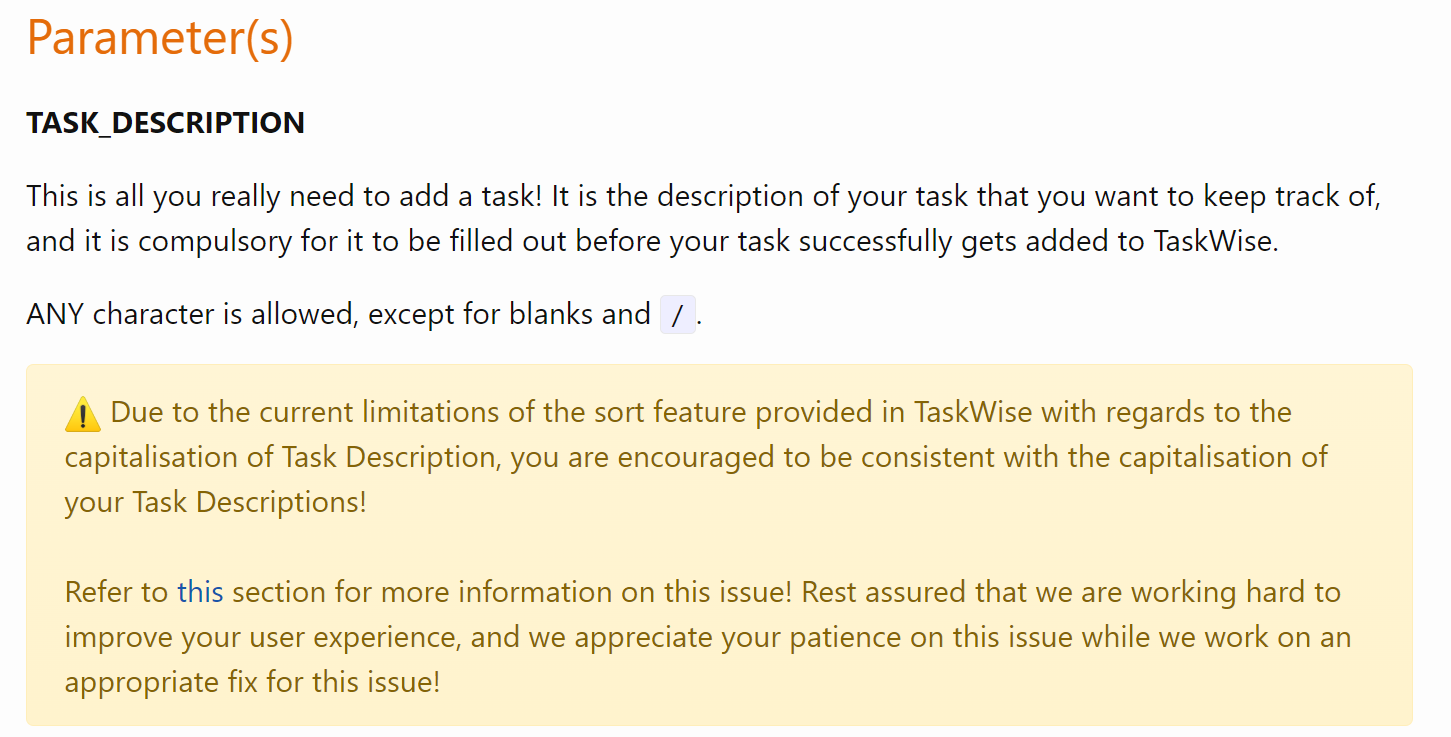 Parameter(s)
TASK_DESCRIPTION
This is all you really need to add a task! It is the description of your task that you want to keep track of,
and it is compulsory for it to be filled out before your task successfully gets added to TaskWise.
ANY character is allowed, except for blanks and /.
⚠️ Due to the current limitations of the sort feature provided in TaskWise with regards to the
capitalisation of Task Description, you are encouraged to be consistent with the capitalisation of
your Task Descriptions!
Refer to this section for more information on this issue! Rest assured that we are working hard to
improve your user experience, and we appreciate your patience on this issue while we work on an
appropriate fix for this issue!